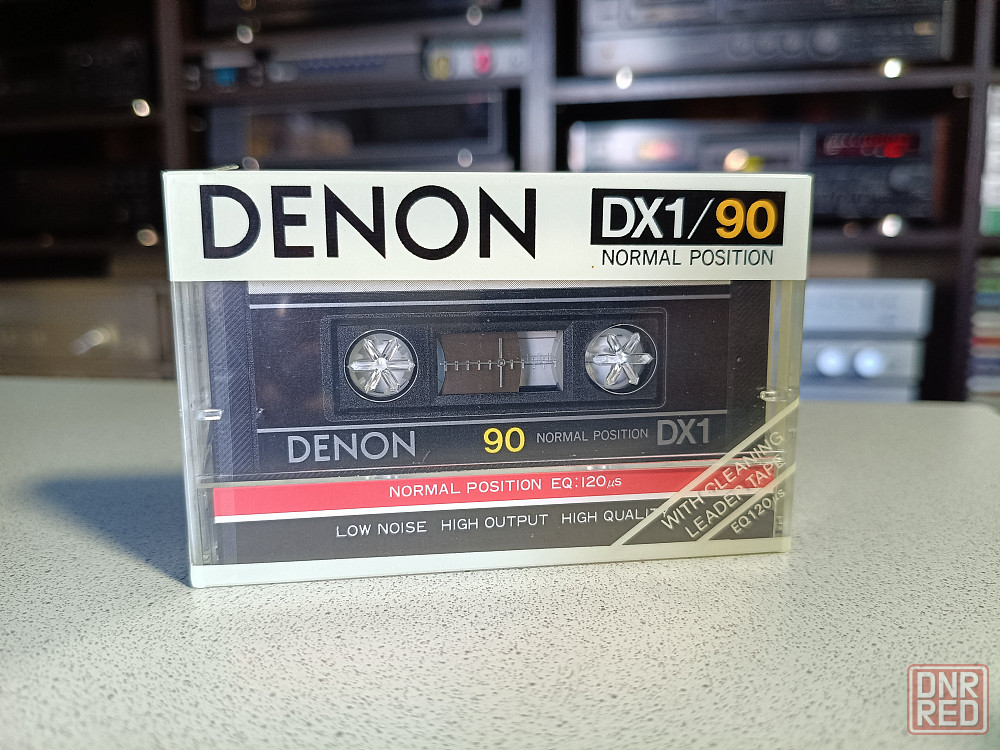 DENON
DX1/90
NORMAL POSITION
DENON 90 NORMAL POSITION DX1
NORMAL POSITION EQ:120μs
LOW NOISE HIGH OUTPUT HIGH QUALITY
WITH CLEANING
LEADER TAPE
EQ120μs
DNR
RED